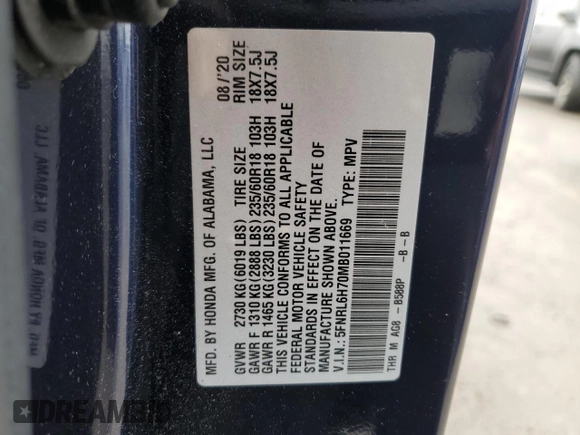 MFD. BY HONDA MFG. OF ALABAMA, LLC 08/'20
GVWR 2730 KG(6019 LBS) TIRE SIZE RIM SIZE
GAWR F 1310 KG(2888 LBS)235/60R18 103H 18X7.5J
GAWR R 1465 KG(3230 LBS)235/60R18 103H 18X7.5J
THIS VEHICLE CONFORMS TO ALL APPLICABLE
FEDERAL MOTOR VEHICLE SAFETY
STANDARDS IN EFFECT ON THE DATE OF
MANUFACTURE SHOWN ABOVE.
V.I.N.: 5FNRL6H70MB011669 TYPE: MPV
THR M AG8 - B588P -B-B
DREAMBID